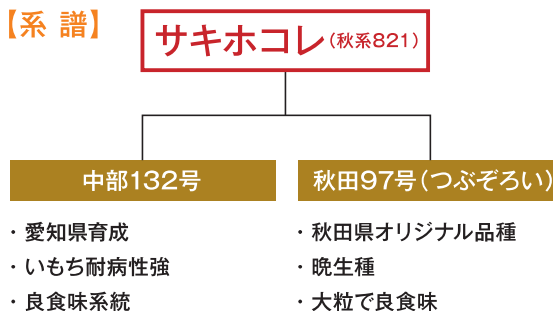 【系 譜】
サキホコレ(秋系821)
中部132号
・愛知県育成
・いもち耐病性強
・良食味系統
秋田97号(つぶぞろい)
・秋田県オリジナル品種
・晩生種
・大粒で良食味